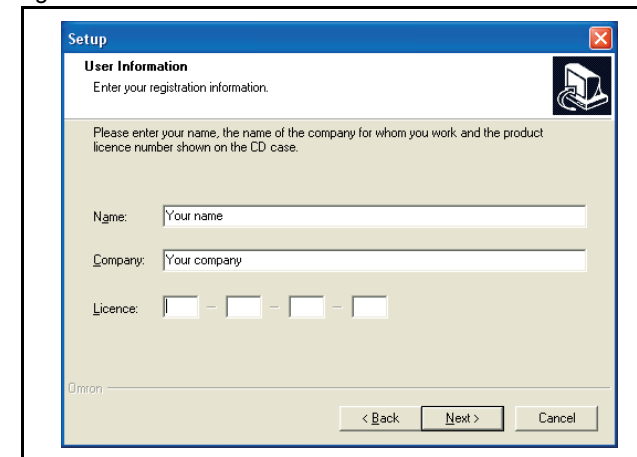 Setup
User Information
Enter your registration information.
Please enter your name, the name of the company for whom you work and the product
licence number shown on the CD case.
Name: Your name
Company: Your company
Licence: – – –
Omron
< Back Next > Cancel